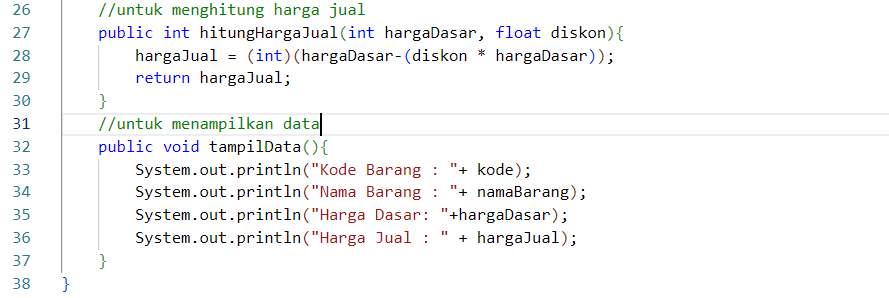 26 //untuk menghitung harga jual
27 public int hitungHargaJual(int hargaDasar, float diskon){
28 hargaJual = (int)(hargaDasar-(diskon * hargaDasar));
29 return hargaJual;
30 }
31 //untuk menampilkan data
32 public void tampilData(){
33 System.out.println("Kode Barang : "+ kode);
34 System.out.println("Nama Barang : "+ namaBarang);
35 System.out.println("Harga Dasar: "+hargaDasar);
36 System.out.println("Harga Jual : " + hargaJual);
37 }
38 }